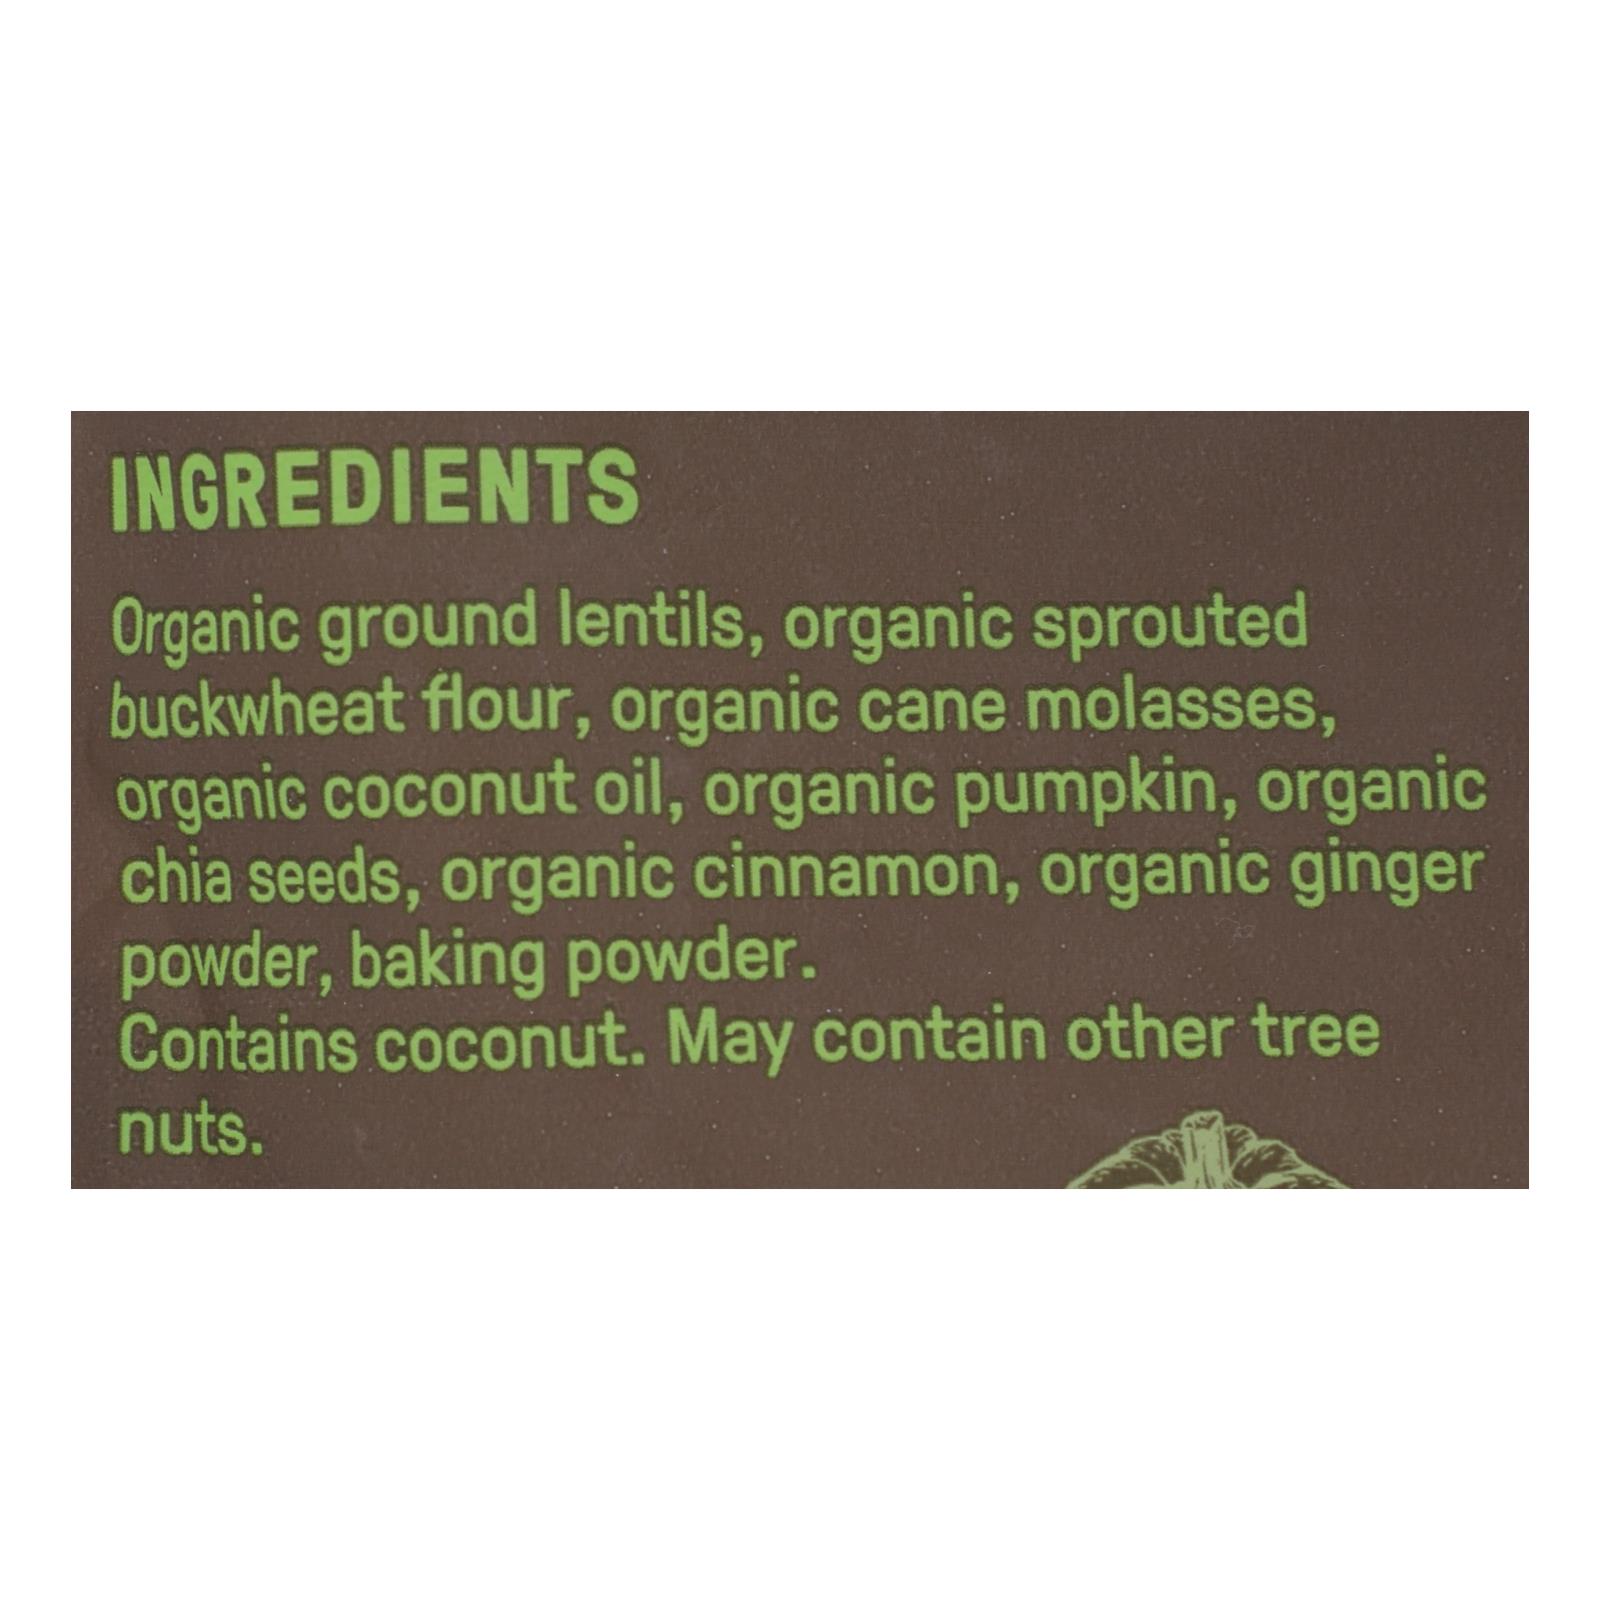 INGREDIENTS
Organic ground lentils, organic sprouted
buckwheat flour, organic cane molasses,
organic coconut oil, organic pumpkin, organic
chia seeds, organic cinnamon, organic ginger
powder, baking powder.
Contains coconut. May contain other tree
nuts.